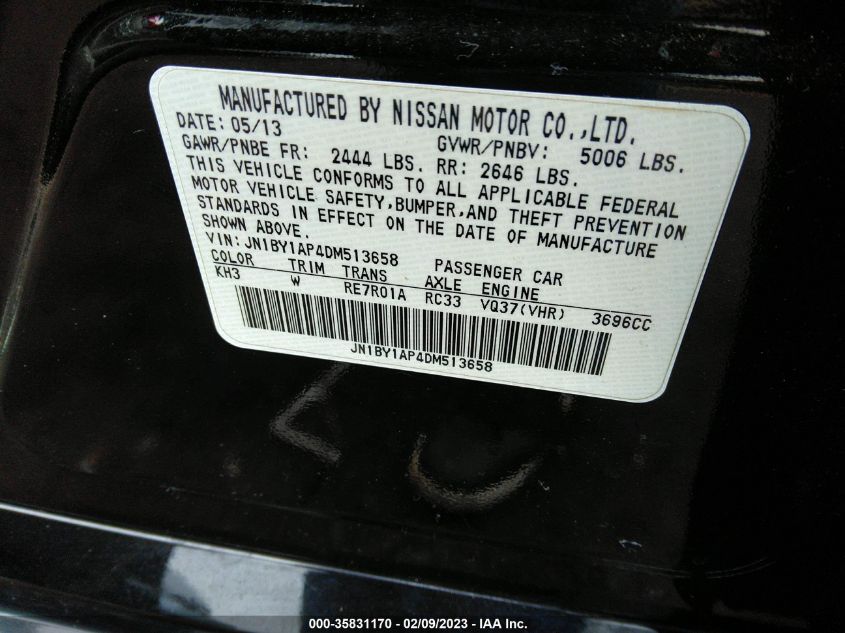 MANUFACTURED BY NISSAN MOTOR CO.,LTD.
DATE: 05/13 GVWR/PNBV: 5006 LBS.
GAWR/PNBE FR: 2444 LBS. RR: 2646 LBS.
THIS VEHICLE CONFORMS TO ALL APPLICABLE FEDERAL
MOTOR VEHICLE SAFETY,BUMPER,AND THEFT PREVENTION
STANDARDS IN EFFECT ON THE DATE OF MANUFACTURE
SHOWN ABOVE.
VIN: JN1BY1AP4DM513658 PASSENGER CAR
COLOR TRIM TRANS AXLE ENGINE
KH3 W RE7R01A RC33 VQ37(VHR) 3696CC
JN1BY1AP4DM513658
000-35831170 - 02/09/2023 - IAA Inc.